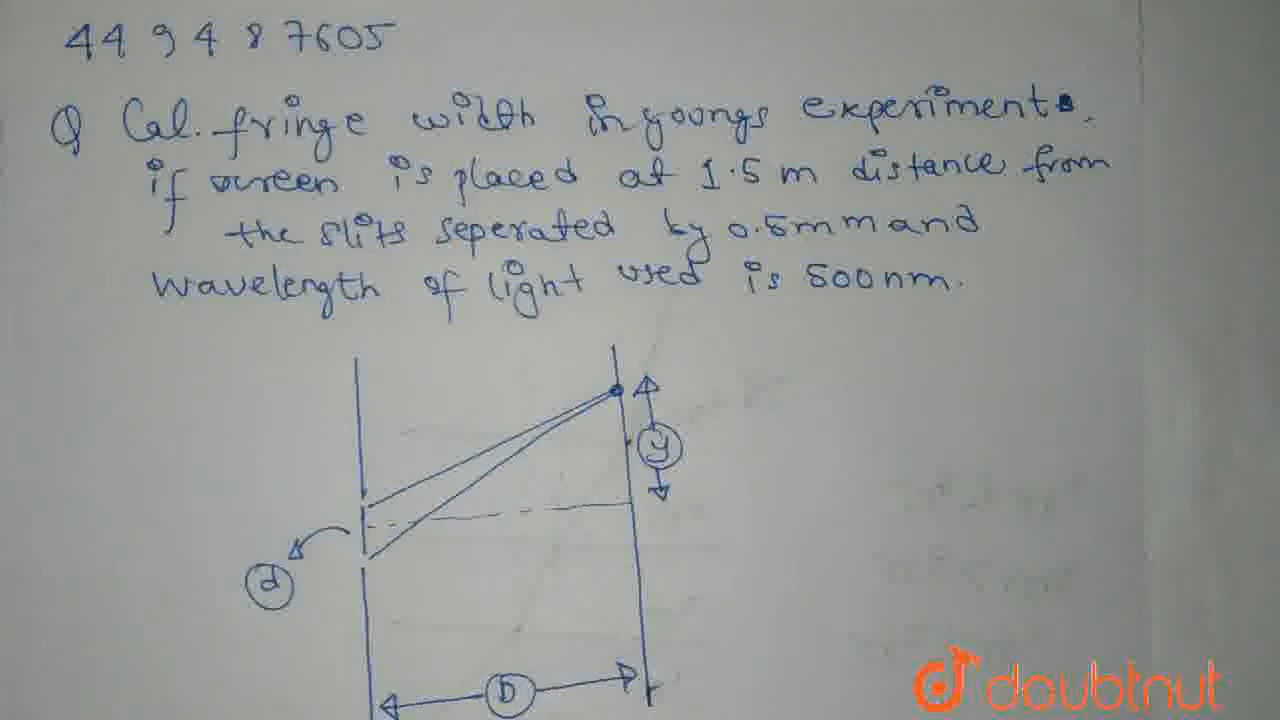 44 9 4 8 7605
Q Cal. fringe width in yoongs experiment.
if screen is placed at 1.5 m distance from
the slits seperated by 0.5mm and
wavelength of light used is 500nm.
y
d
D
doubtnut